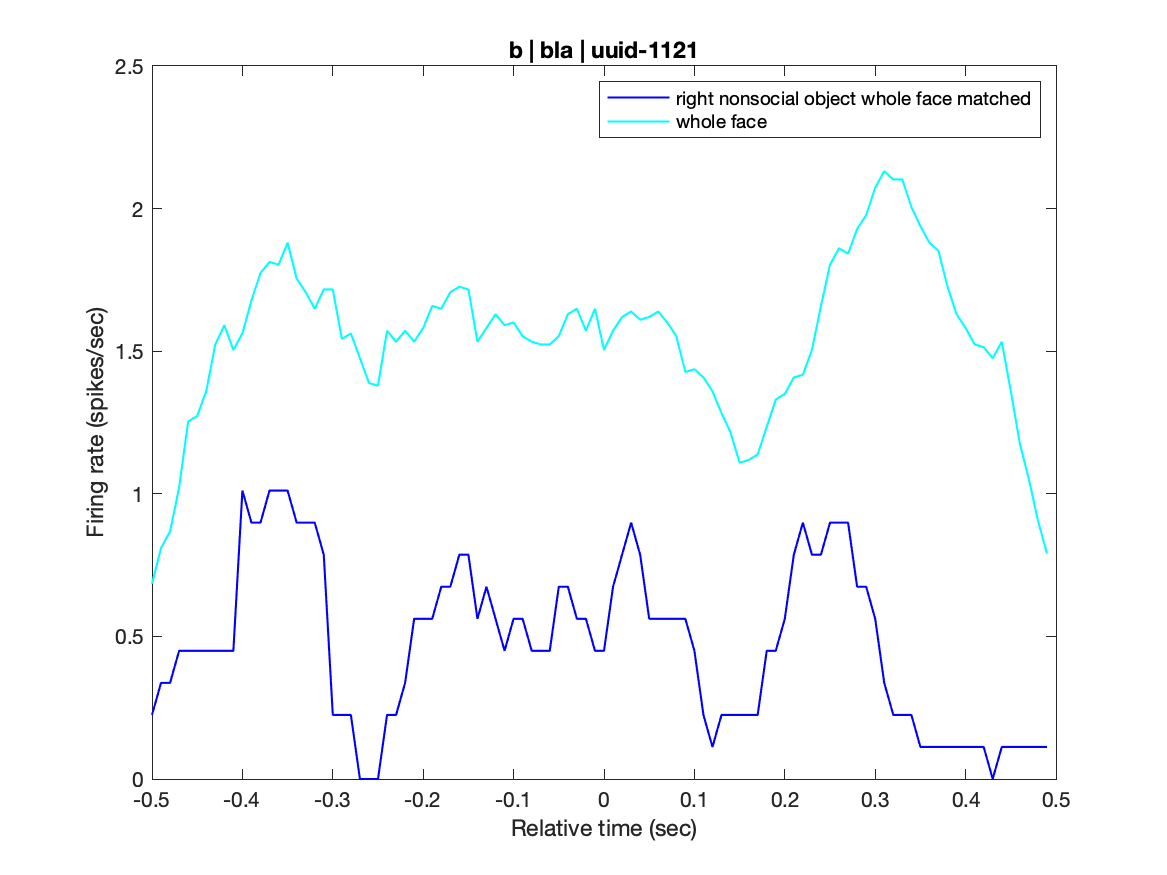 b | bla | uuid-1121
2.5
2
1.5
1
0.5
0
Firing rate (spikes/sec)
right nonsocial object whole face matched
whole face
-0.5 -0.4 -0.3 -0.2 -0.1 0 0.1 0.2 0.3 0.4 0.5
Relative time (sec)